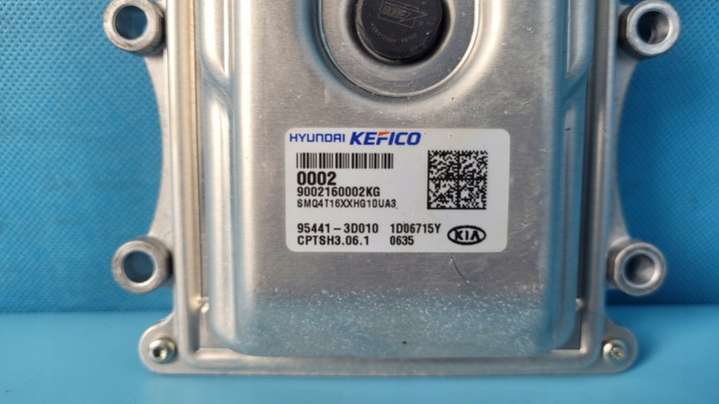 HYUNDAI KEFICO
0002
9002160002KG
SMQ4T16XXHG10UA3
95441-3D010 1D06715Y
CPTSH3.06.1 0635
KIA